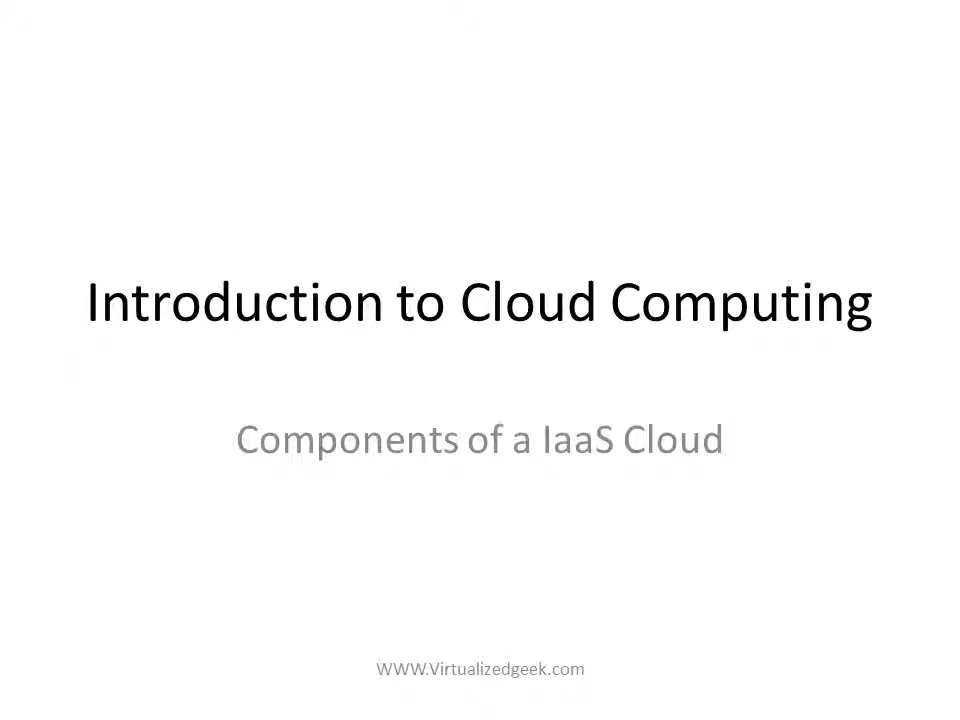 Introduction to Cloud Computing
Components of a IaaS Cloud
WWW.Virtualizedgeek.com